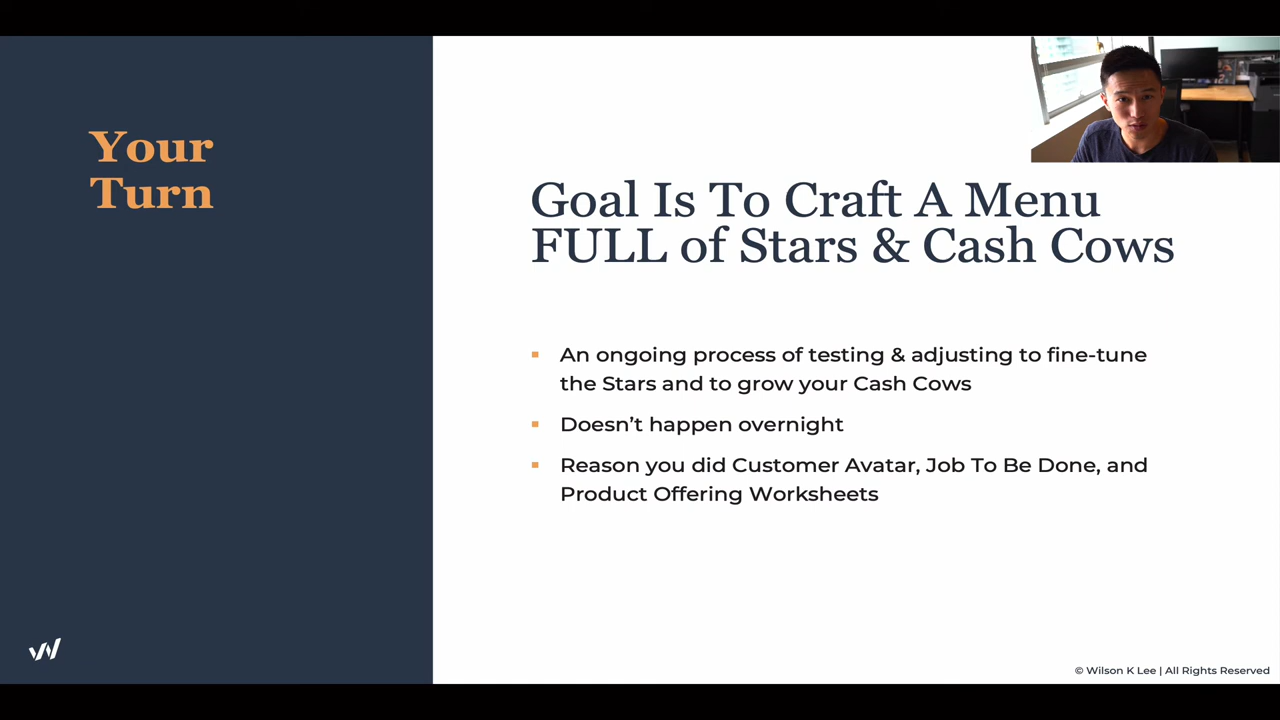 Your
Turn
Goal Is To Craft A Menu
FULL of Stars & Cash Cows
▪ An ongoing process of testing & adjusting to fine-tune
the Stars and to grow your Cash Cows
▪ Doesn’t happen overnight
▪ Reason you did Customer Avatar, Job To Be Done, and
Product Offering Worksheets
© Wilson K Lee | All Rights Reserved